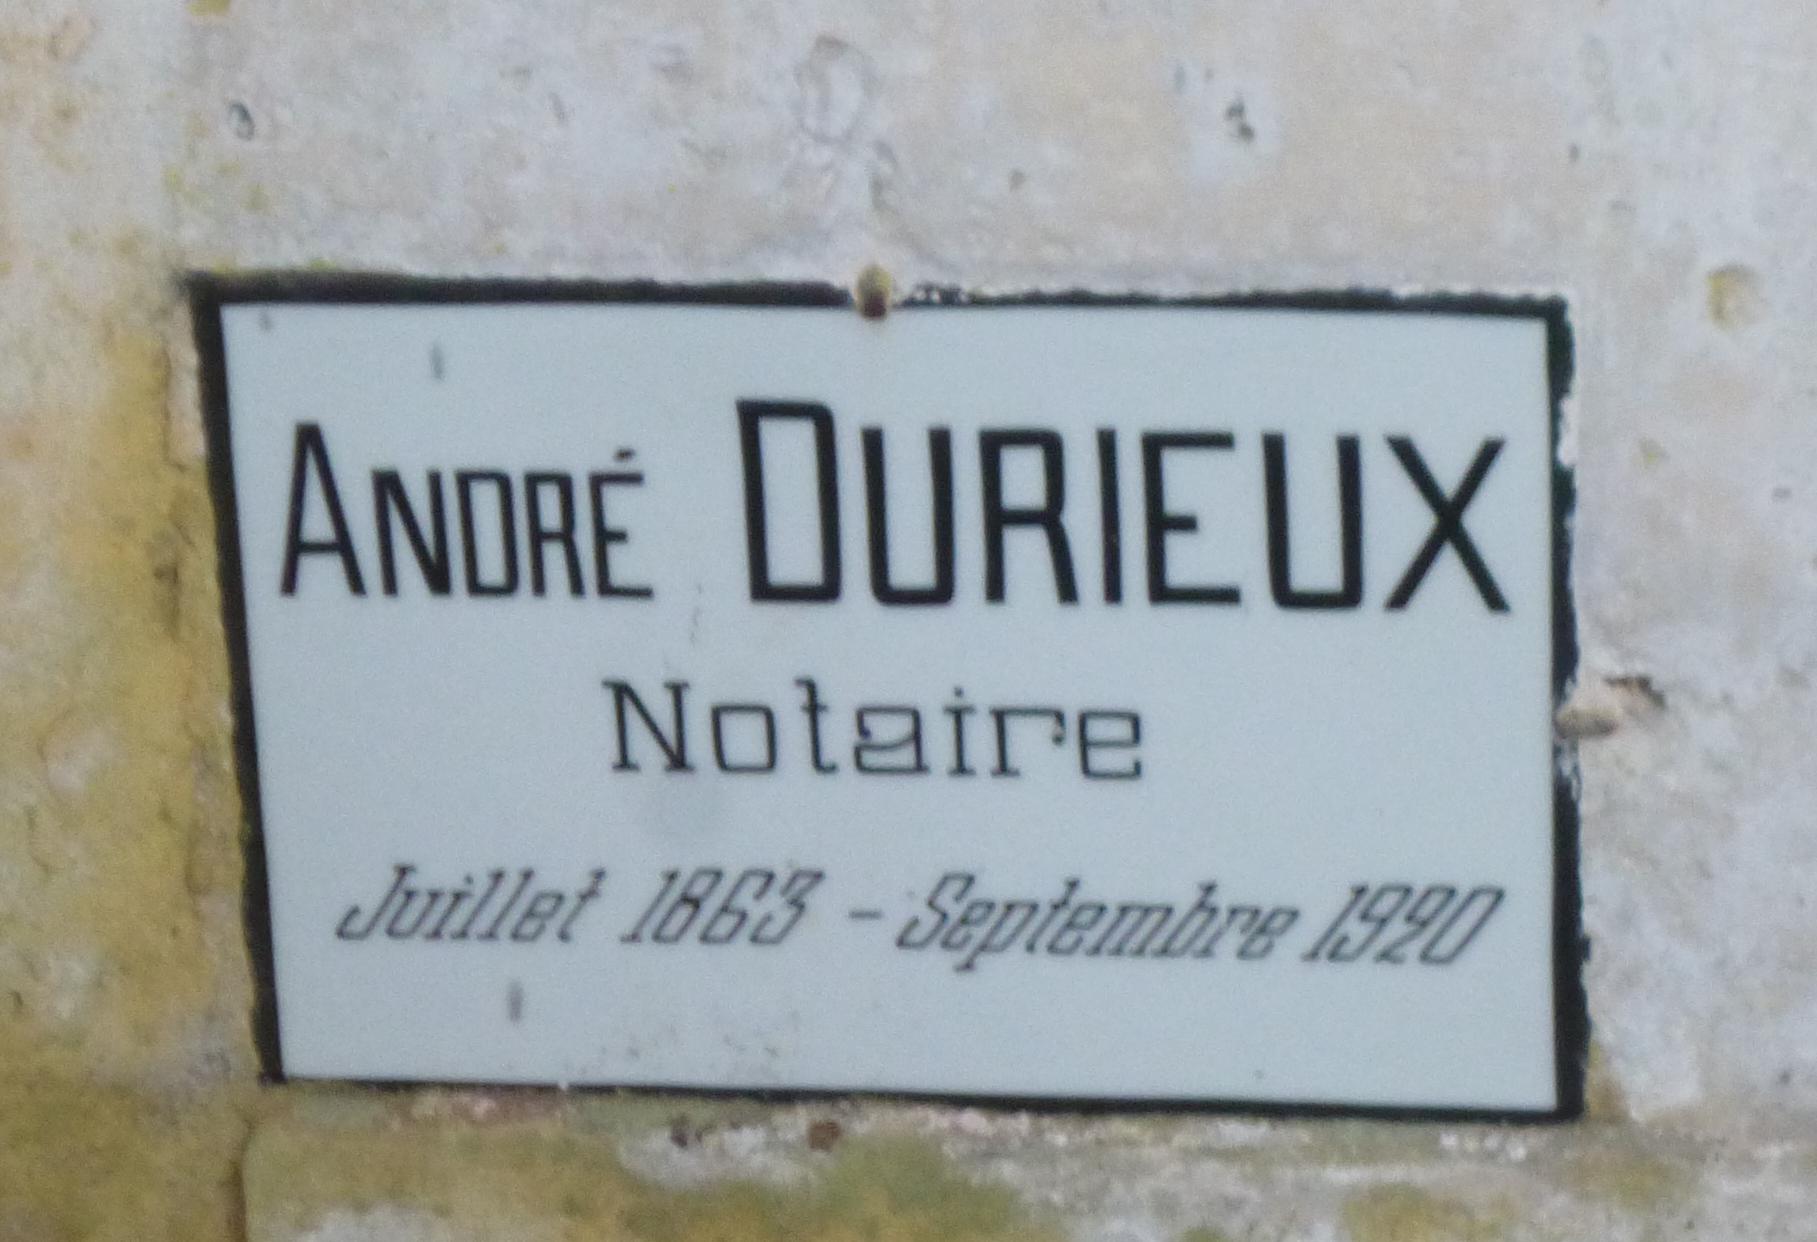 ANDRÉ DURIEUX
Notaire
Juillet 1863 - Septembre 1920